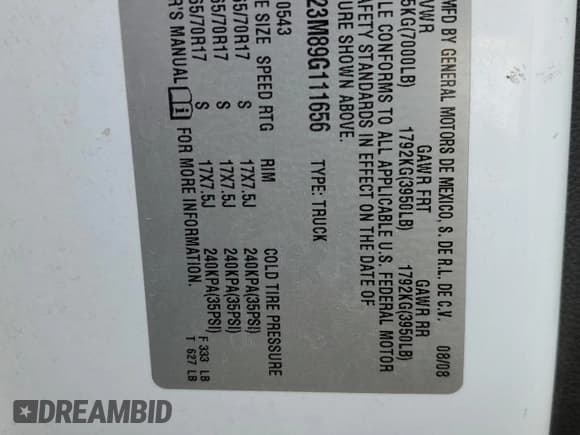 MFD BY GENERAL MOTORS DE MEXICO, S. DE R.L. DE C.V. 08/08
GVWR GAWR FRT GAWR RR
5KG(7000LB) 1792KG(3950LB) 1792KG(3950LB)
LE CONFORMS TO ALL APPLICABLE U.S. FEDERAL MOTOR
AFETY STANDARDS IN EFFECT ON THE DATE OF
URE SHOWN ABOVE.
23M89G111656 TYPE: TRUCK
0543
E SIZE SPEED RTG RIM COLD TIRE PRESSURE
65/70R17 S 17X7.5J 240KPA(35PSI)
65/70R17 S 17X7.5J 240KPA(35PSI)
65/70R17 S 17X7.5J 240KPA(35PSI)
R'S MANUAL FOR MORE INFORMATION.
F 333 LB
T 627 LB
DREAMBID